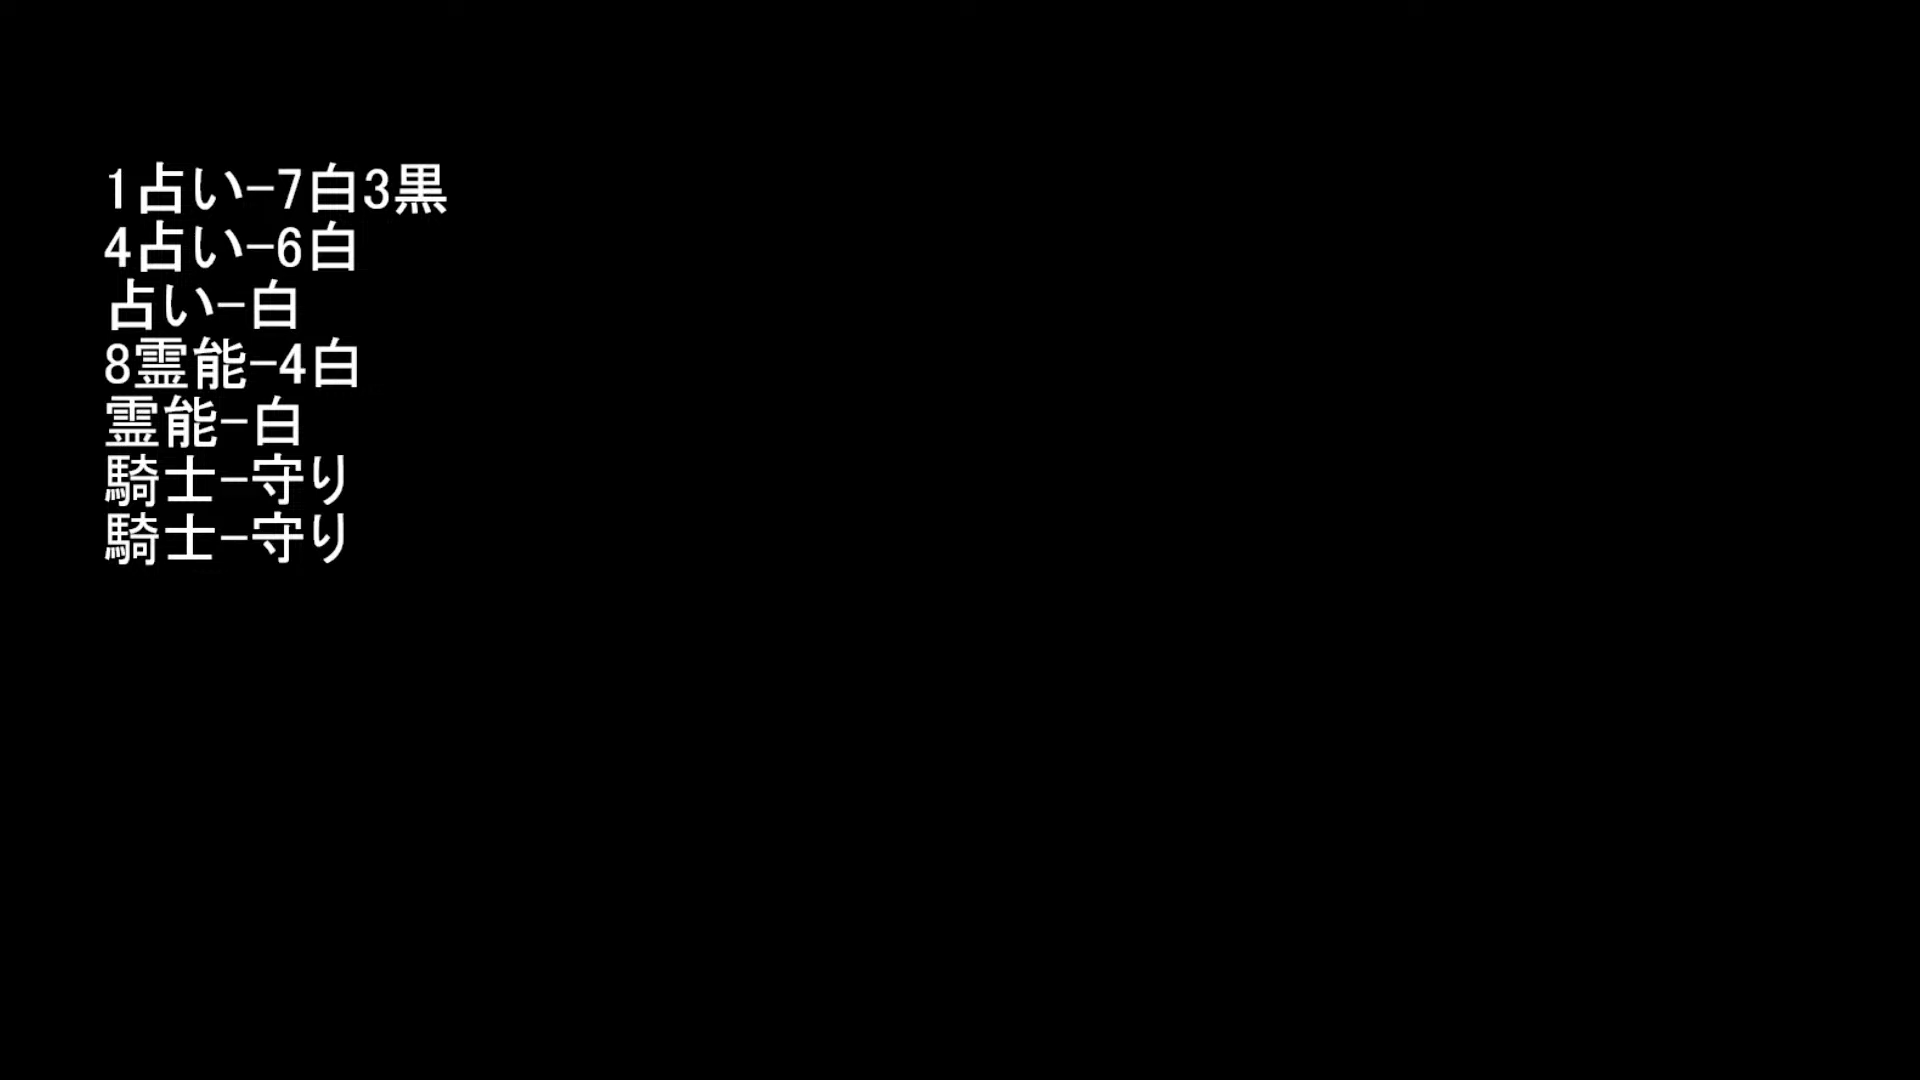 1占い-7白3黒
4占い-6白
占い-白
8霊能-4白
霊能-白
騎士-守り
騎士-守り